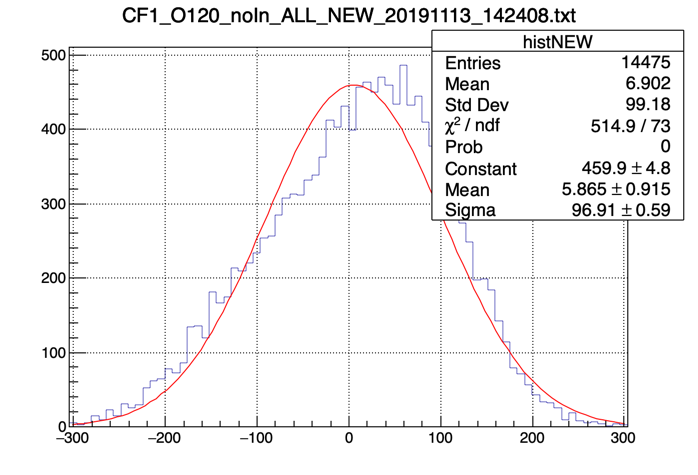 CF1_O120_noIn_ALL_NEW_20191113_142408.txt
histNEW
Entries 14475
Mean 6.902
Std Dev 99.18
χ² / ndf 514.9 / 73
Prob 0
Constant 459.9 ± 4.8
Mean 5.865 ± 0.915
Sigma 96.91 ± 0.59
500
400
300
200
100
0
−300 −200 −100 0 100 200 300